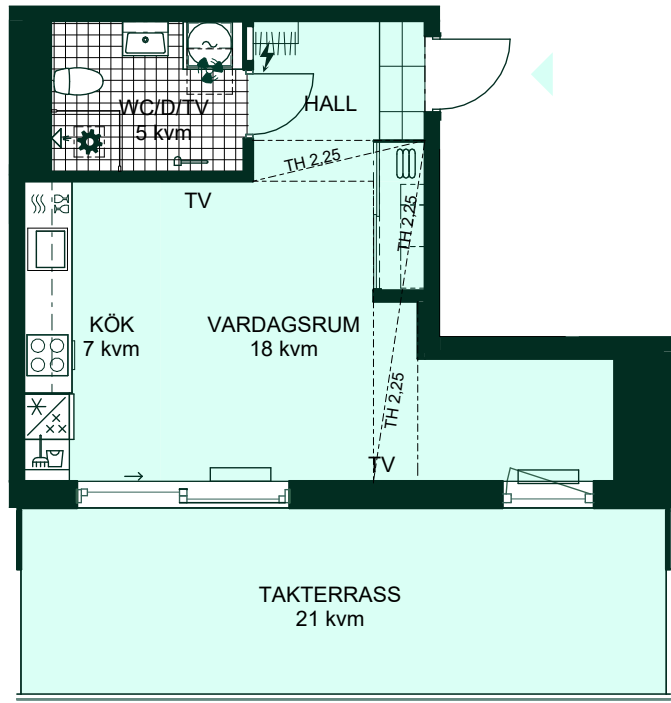 WC/D/TV
5 kvm
HALL
TH 2,25
TV
TH 2,25
KÖK
7 kvm
VARDAGSRUM
18 kvm
TH 2,25
TV
TAKTERRASS
21 kvm